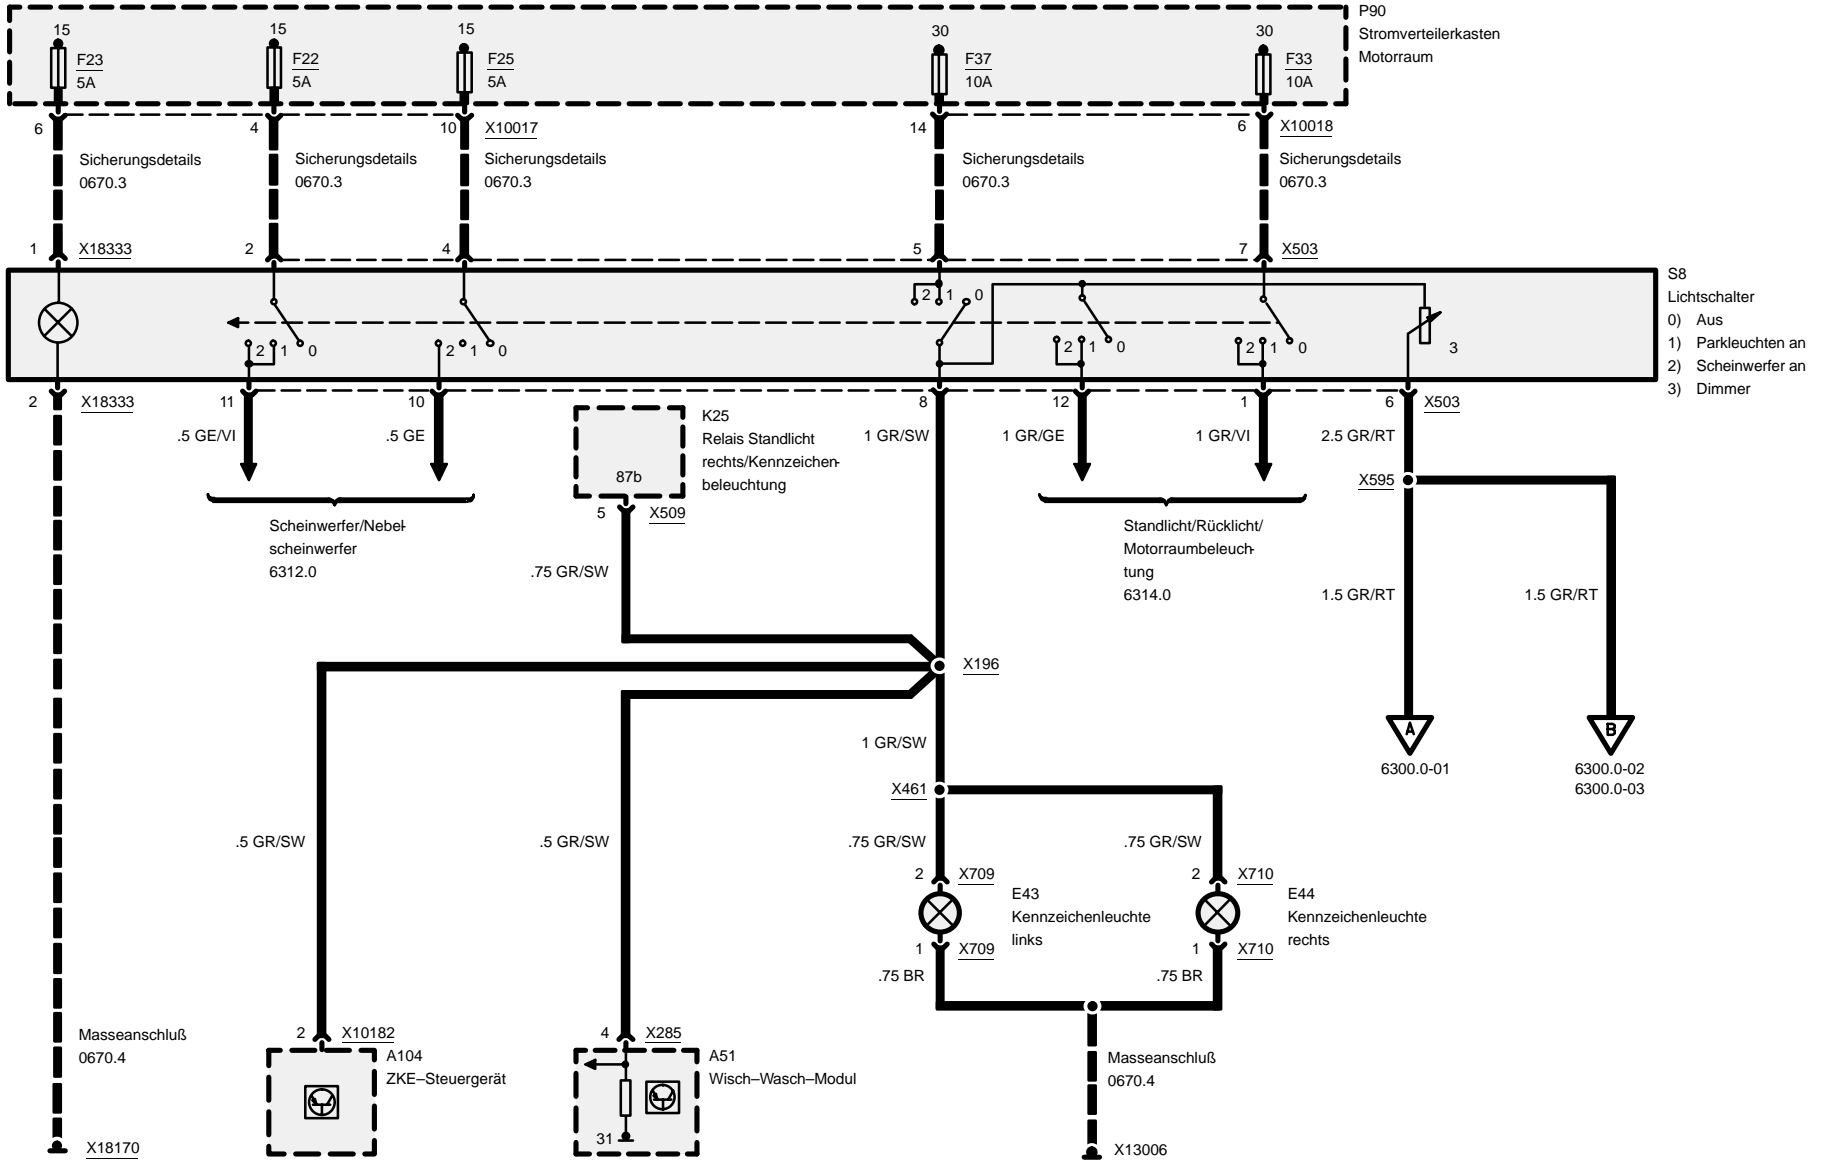 P90
Stromverteilerkasten
Motorraum
15
F23
5A
15
F22
5A
15
F25
5A
30
F37
10A
30
F33
10A
6
4
10
X10017
14
6
X10018
Sicherungsdetails
0670.3
Sicherungsdetails
0670.3
Sicherungsdetails
0670.3
Sicherungsdetails
0670.3
Sicherungsdetails
0670.3
1
X18333
2
4
5
7
X503
S8
Lichtschalter
0) Aus
1) Parkleuchten an
2) Scheinwerfer an
3) Dimmer
2 1 0
2 1 0
2 1 0
2 1 0
2 1 0
3
2
X18333
11
10
8
12
1
6
X503
.5 GE/VI
.5 GE
K25
Relais Standlicht
rechts/Kennzeichen-
beleuchtung
87b
5
X509
1 GR/SW
1 GR/GE
1 GR/VI
2.5 GR/RT
X595
Scheinwerfer/Nebel-
scheinwerfer
6312.0
Standlicht/Rücklicht/
Motorraumbeleuch-
tung
6314.0
.75 GR/SW
1.5 GR/RT
1.5 GR/RT
X196
A
6300.0-01
B
6300.0-02
6300.0-03
1 GR/SW
X461
.5 GR/SW
.5 GR/SW
.75 GR/SW
.75 GR/SW
2
X709
E43
Kennzeichenleuchte
links
1
X709
.75 BR
2
X710
E44
Kennzeichenleuchte
rechts
1
X710
.75 BR
Masseanschluß
0670.4
X18170
2
X10182
A104
ZKE–Steuergerät
4
X285
A51
Wisch–Wasch–Modul
31
Masseanschluß
0670.4
X13006